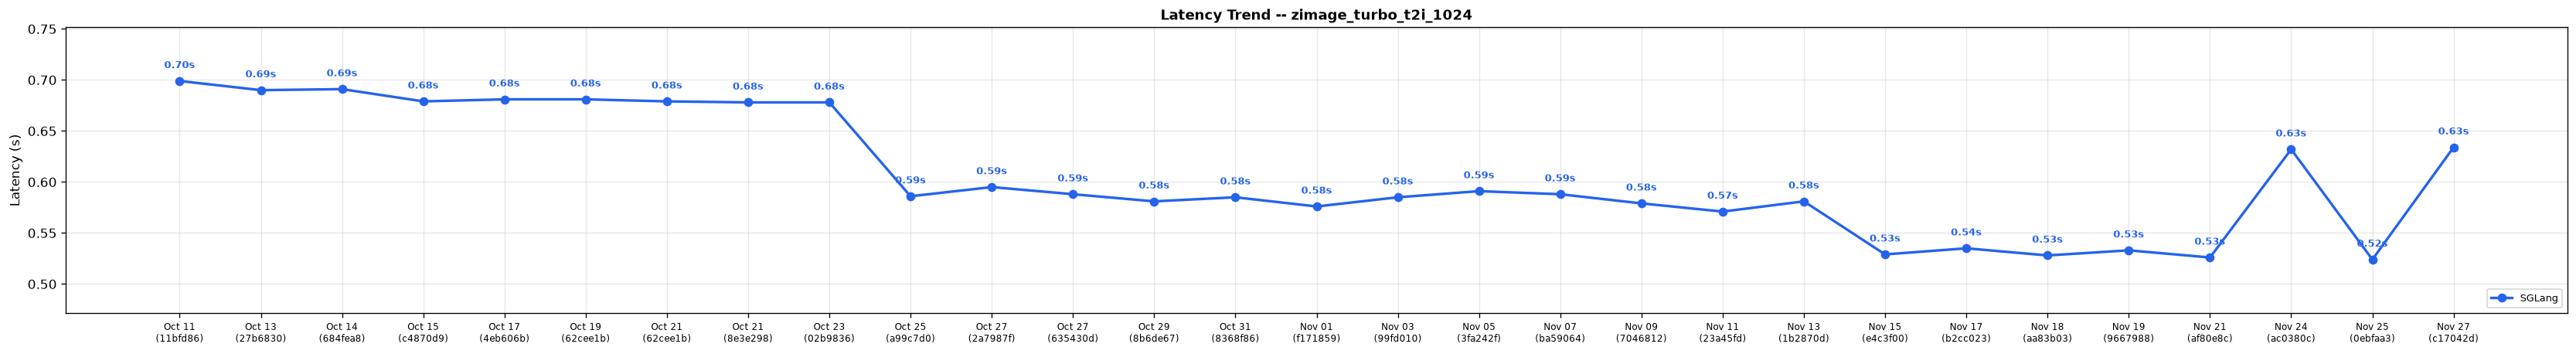 Latency Trend -- zimage_turbo_t2i_1024
Latency (s)
0.75
0.70
0.65
0.60
0.55
0.50
0.70s
0.69s
0.69s
0.68s
0.68s
0.68s
0.68s
0.68s
0.68s
0.59s
0.59s
0.59s
0.58s
0.58s
0.58s
0.58s
0.59s
0.59s
0.58s
0.57s
0.58s
0.53s
0.54s
0.53s
0.53s
0.53s
0.63s
0.52s
0.63s
SGLang
Oct 11
(11bfd86)
Oct 13
(27b6830)
Oct 14
(684fea8)
Oct 15
(c4870d9)
Oct 17
(4eb606b)
Oct 19
(62cee1b)
Oct 21
(62cee1b)
Oct 21
(8e3e298)
Oct 23
(02b9836)
Oct 25
(a99c7d0)
Oct 27
(2a7987f)
Oct 27
(635430d)
Oct 29
(8b6de67)
Oct 31
(8368f86)
Nov 01
(f171859)
Nov 03
(99fd010)
Nov 05
(3fa242f)
Nov 07
(ba59064)
Nov 09
(7046812)
Nov 11
(23a45fd)
Nov 13
(1b2870d)
Nov 15
(e4c3f00)
Nov 17
(b2cc023)
Nov 18
(aa83b03)
Nov 19
(9667988)
Nov 21
(af80e8c)
Nov 24
(ac0380c)
Nov 25
(0ebfaa3)
Nov 27
(c17042d)